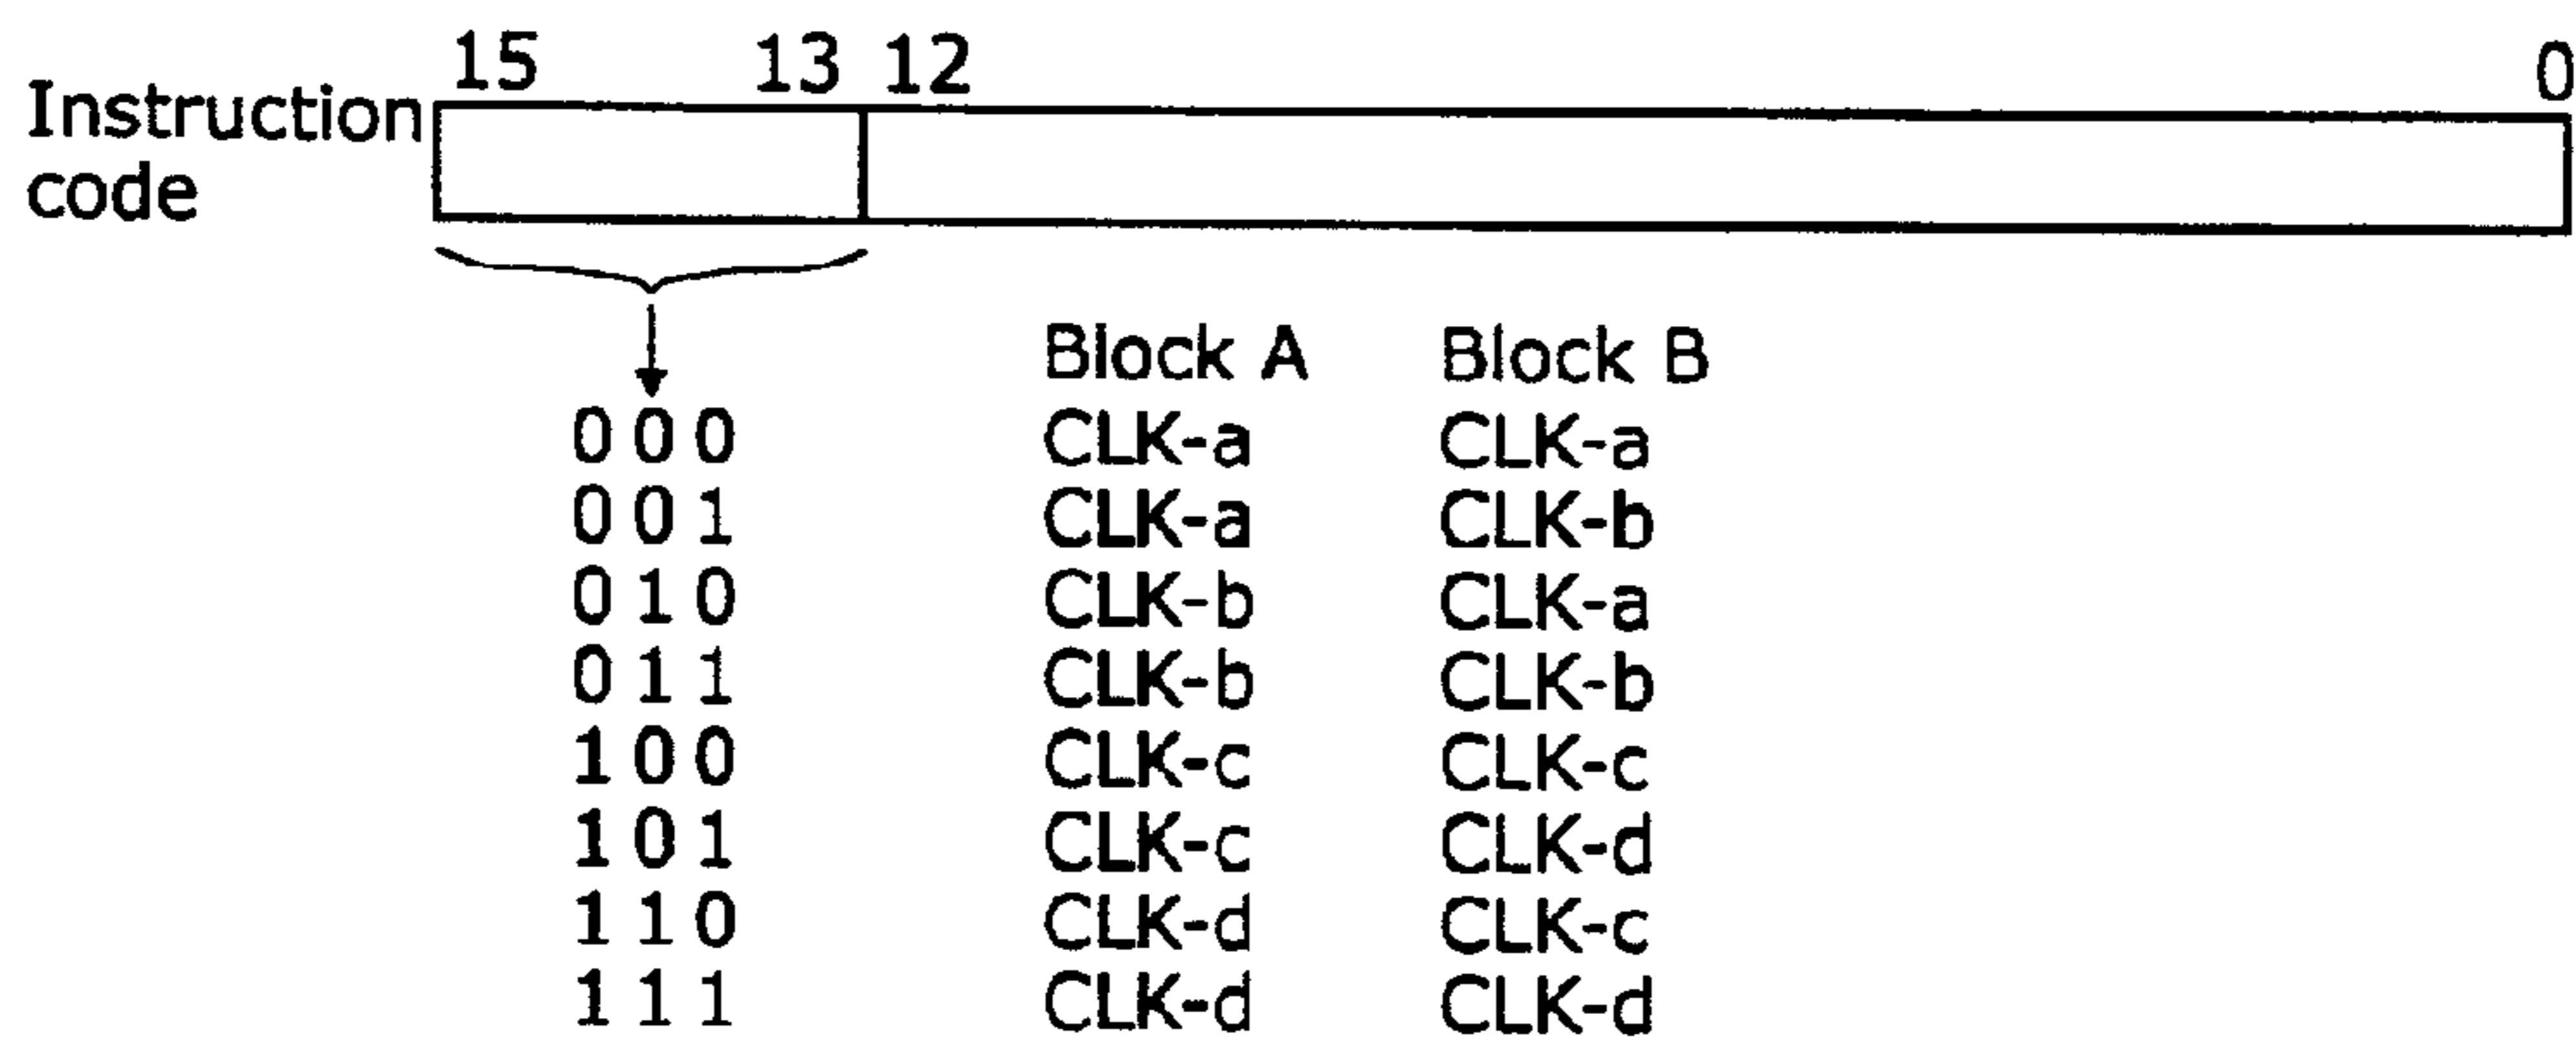 15 13 12 0
Instruction
code
Block A Block B
0 0 0 CLK-a CLK-a
0 0 1 CLK-a CLK-b
0 1 0 CLK-b CLK-a
0 1 1 CLK-b CLK-b
1 0 0 CLK-c CLK-c
1 0 1 CLK-c CLK-d
1 1 0 CLK-d CLK-c
1 1 1 CLK-d CLK-d